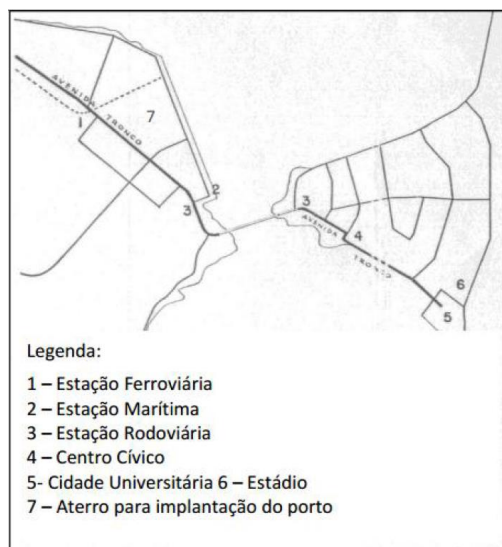 AVENIDA TRONCO
1
7
2
3
3
AVENIDA
4
TRONCO
6
5
Legenda:
1 – Estação Ferroviária
2 – Estação Marítima
3 – Estação Rodoviária
4 – Centro Cívico
5- Cidade Universitária 6 – Estádio
7 – Aterro para implantação do porto